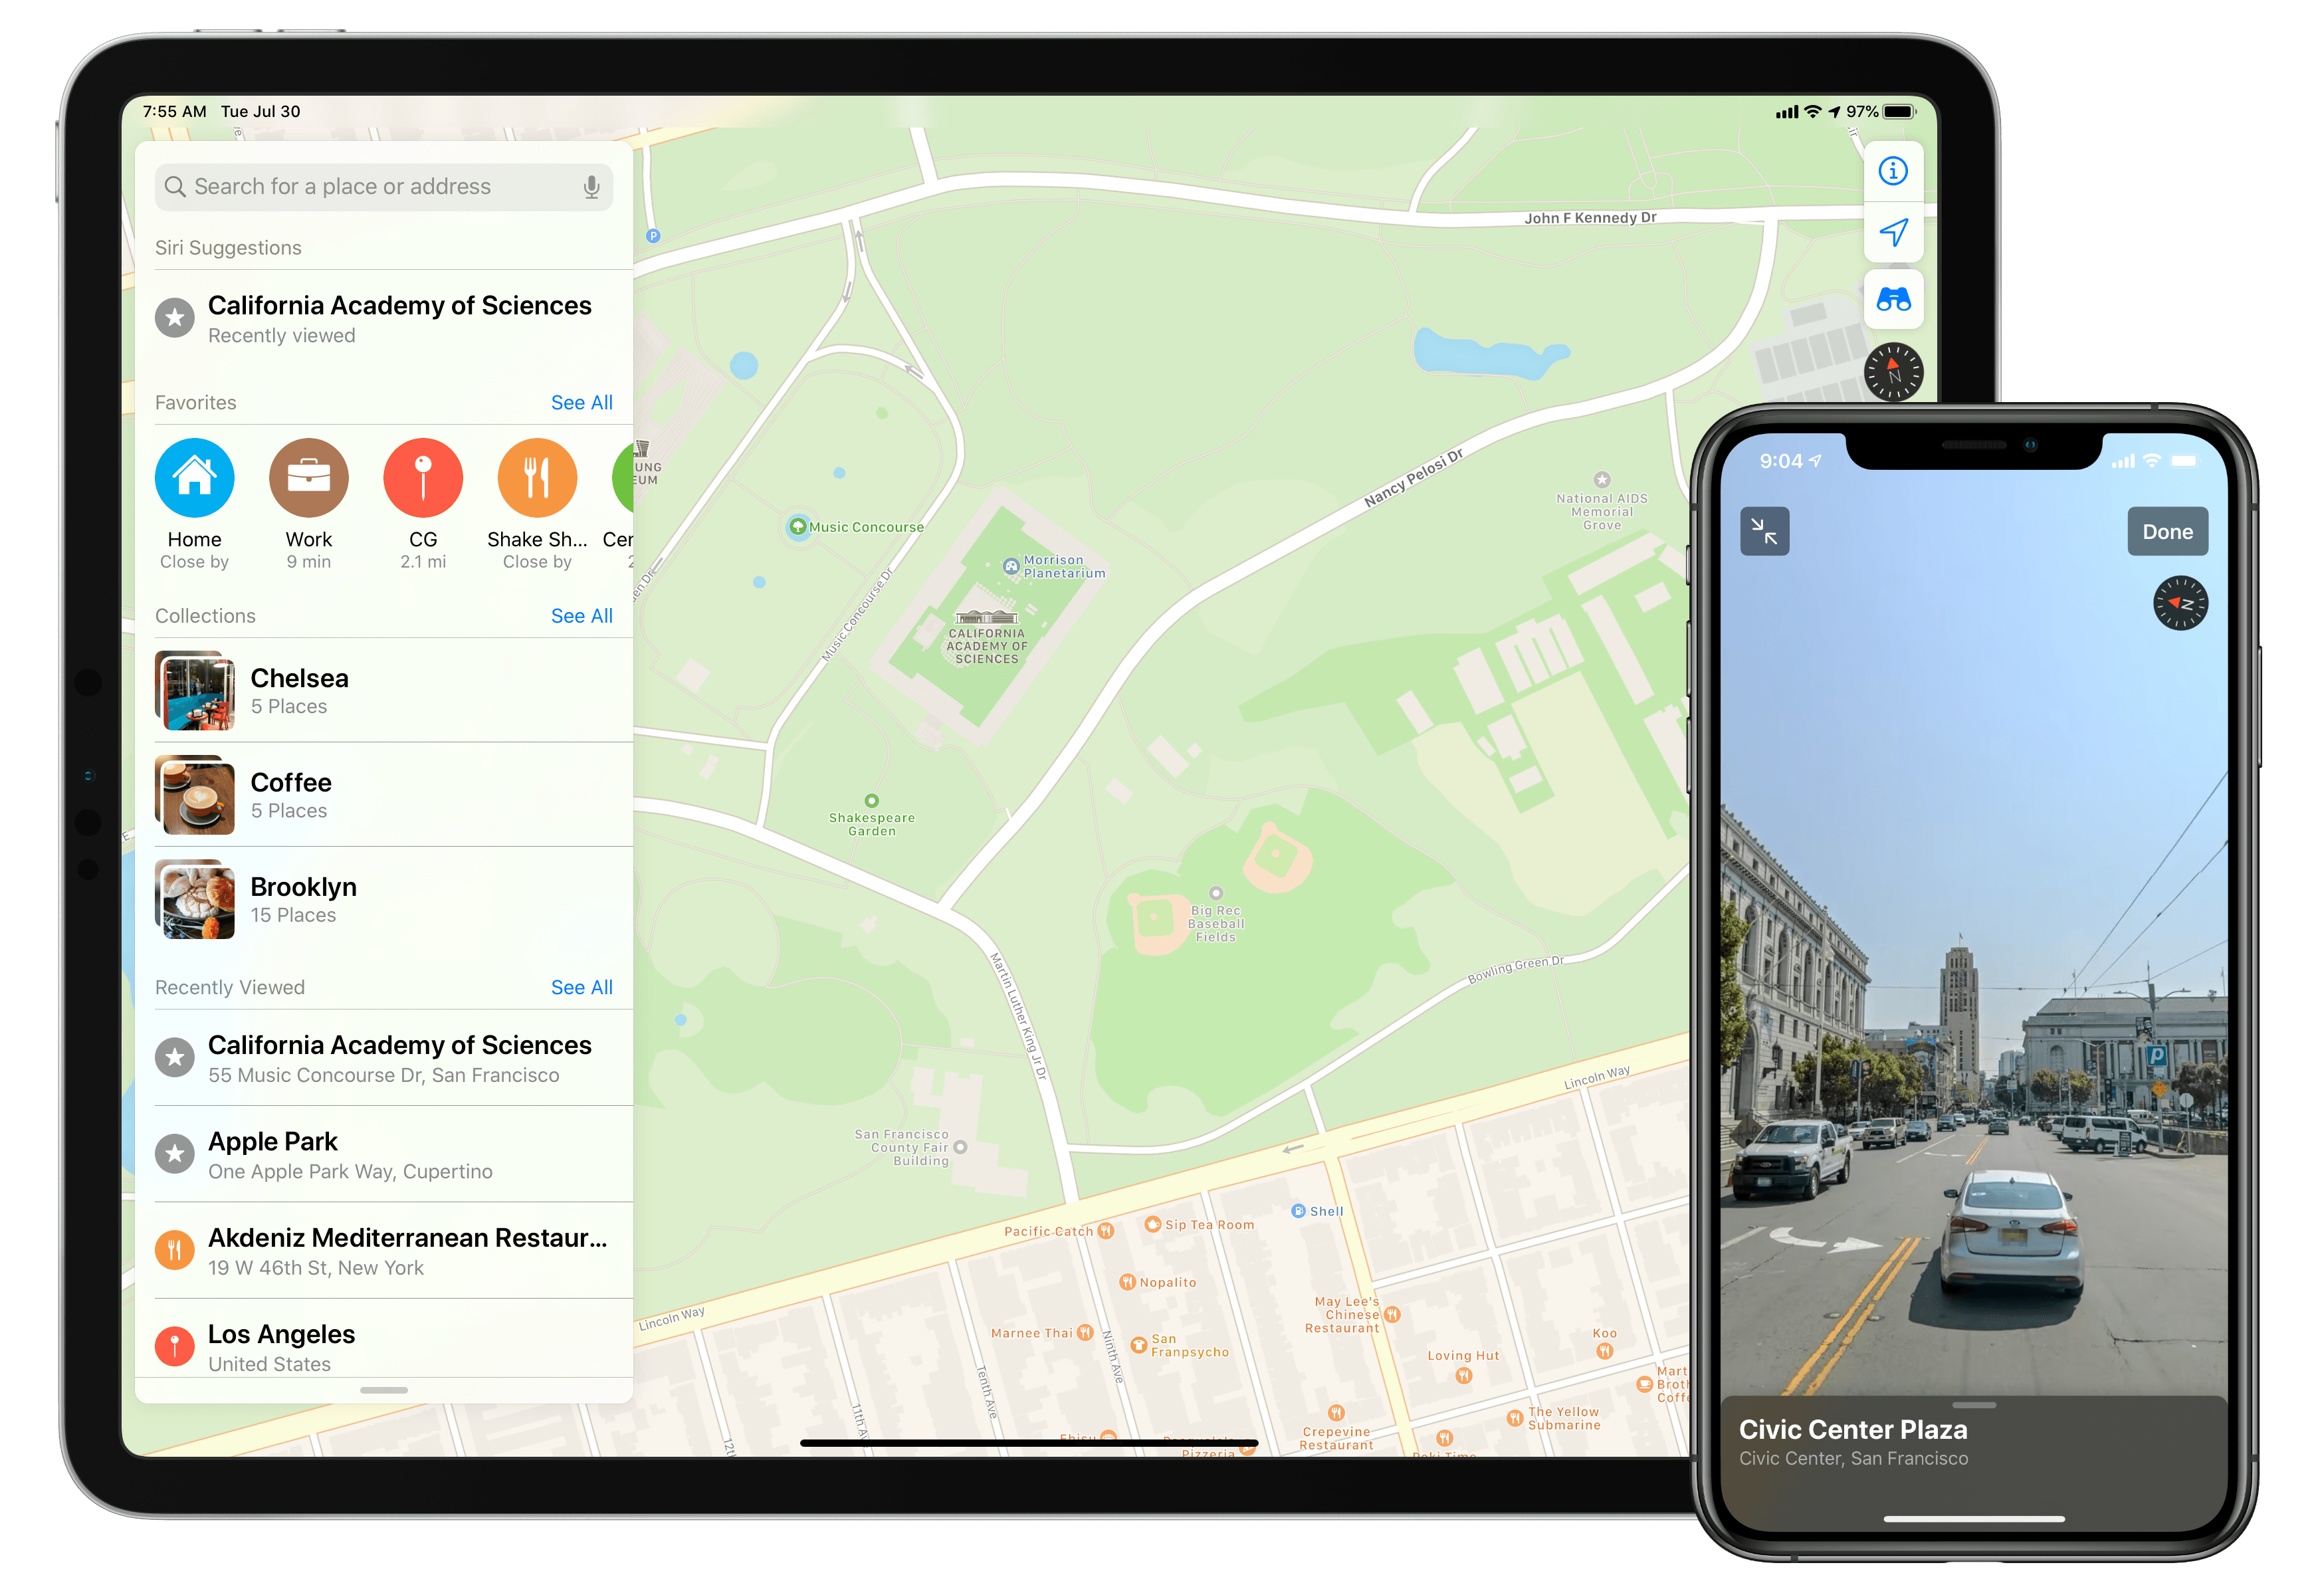 7:55 AM Tue Jul 30
97%
Search for a place or address
Siri Suggestions
California Academy of Sciences
Recently viewed
Favorites See All
Home
Close by
Work
9 min
CG
2.1 mi
Shake Sh...
Close by
Collections See All
Chelsea
5 Places
Coffee
5 Places
Brooklyn
15 Places
Recently Viewed See All
California Academy of Sciences
55 Music Concourse Dr, San Francisco
Apple Park
One Apple Park Way, Cupertino
Akdeniz Mediterranean Restaur...
19 W 46th St, New York
Los Angeles
United States
P
John F Kennedy Dr
N
Nancy Pelosi Dr
National AIDS
Memorial
Grove
Music Concourse
Morrison
Planetarium
CALIFORNIA
ACADEMY OF
SCIENCES
Music Concourse Dr
Shakespeare
Garden
Big Rec
Baseball
Fields
Martin Luther King Jr Dr
Bowling Green Dr
Lincoln Way
San Francisco
County Fair
Building
Pacific Catch
Sip Tea Room
Shell
Nopalito
Lincoln Way
May Lee's
Chinese
Restaurant
Marnee Thai
Ninth Ave
San
Franpsycho
Koo
Loving Hut
Tenth Ave
The Yellow
Submarine
Crepevine
Restaurant
Pizzeria
9:04
Done
N
P
Civic Center Plaza
Civic Center, San Francisco